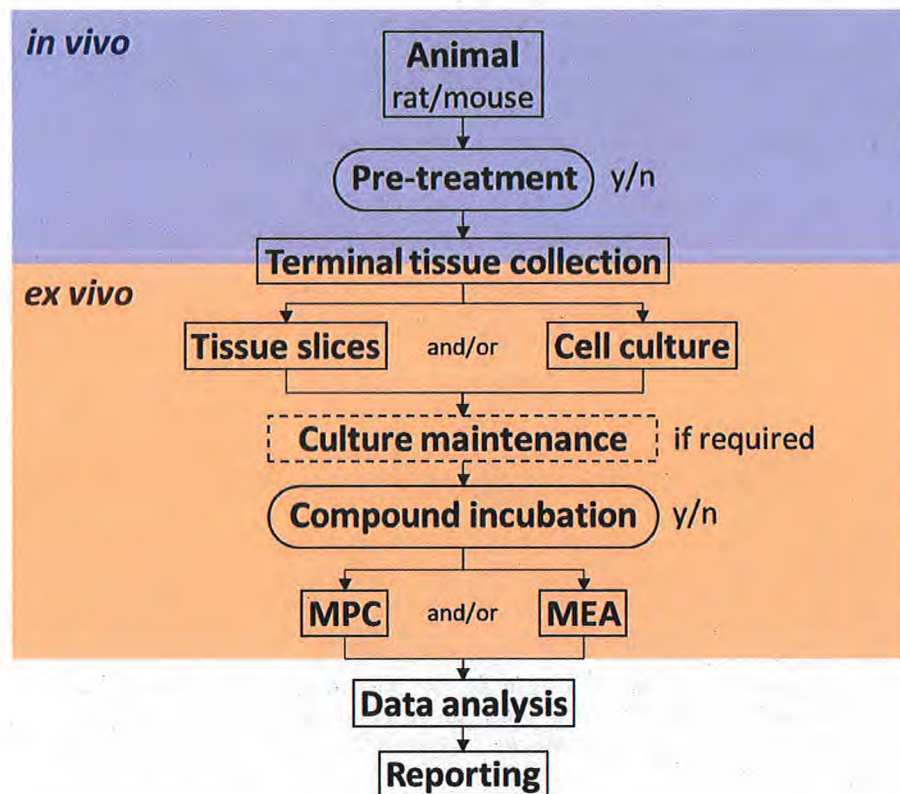 in vivo
Animal
rat/mouse
Pre-treatment y/n
Terminal tissue collection
ex vivo
Tissue slices and/or Cell culture
Culture maintenance if required
Compound incubation y/n
MPC and/or MEA
Data analysis
Reporting